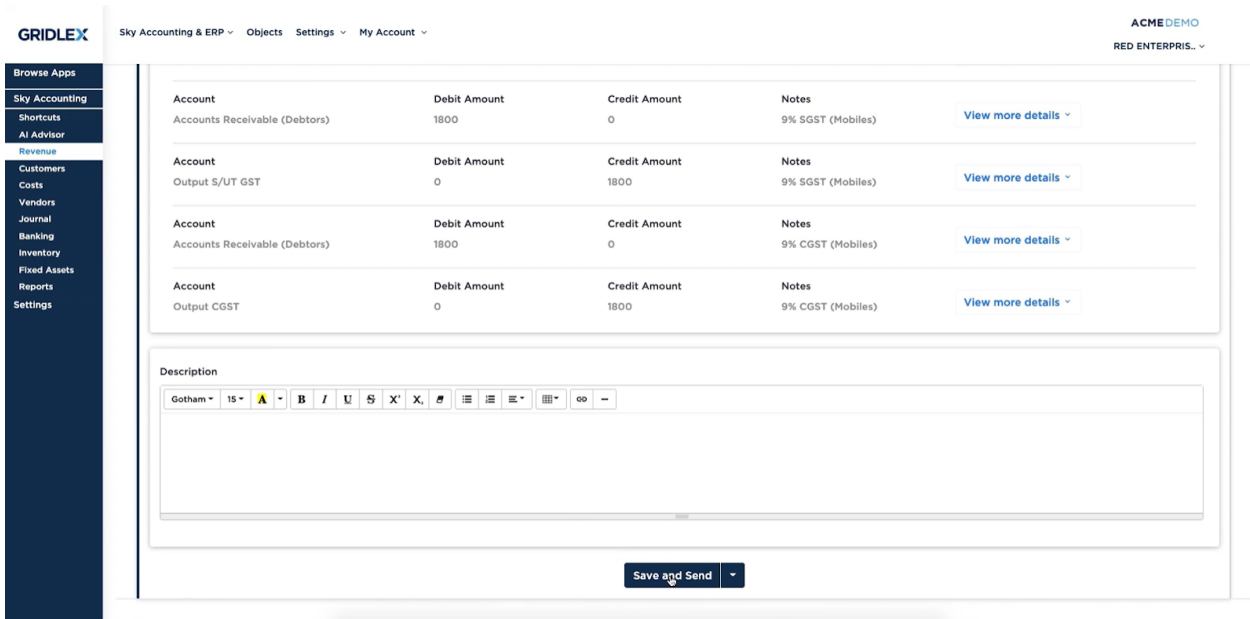 GRIDLEX
Sky Accounting & ERP Objects Settings My Account
ACMEDEMO
RED ENTERPRIS..
Browse Apps
Sky Accounting
Shortcuts
AI Advisor
Revenue
Customers
Costs
Vendors
Journal
Banking
Inventory
Fixed Assets
Reports
Settings
Account Debit Amount Credit Amount Notes
Accounts Receivable (Debtors) 1800 0 9% SGST (Mobiles) View more details
Account Debit Amount Credit Amount Notes
Output S/UT GST 0 1800 9% SGST (Mobiles) View more details
Account Debit Amount Credit Amount Notes
Accounts Receivable (Debtors) 1800 0 9% CGST (Mobiles) View more details
Account Debit Amount Credit Amount Notes
Output CGST 0 1800 9% CGST (Mobiles) View more details
Description
Gotham 15 A B I U S X² X₂
Save and Send